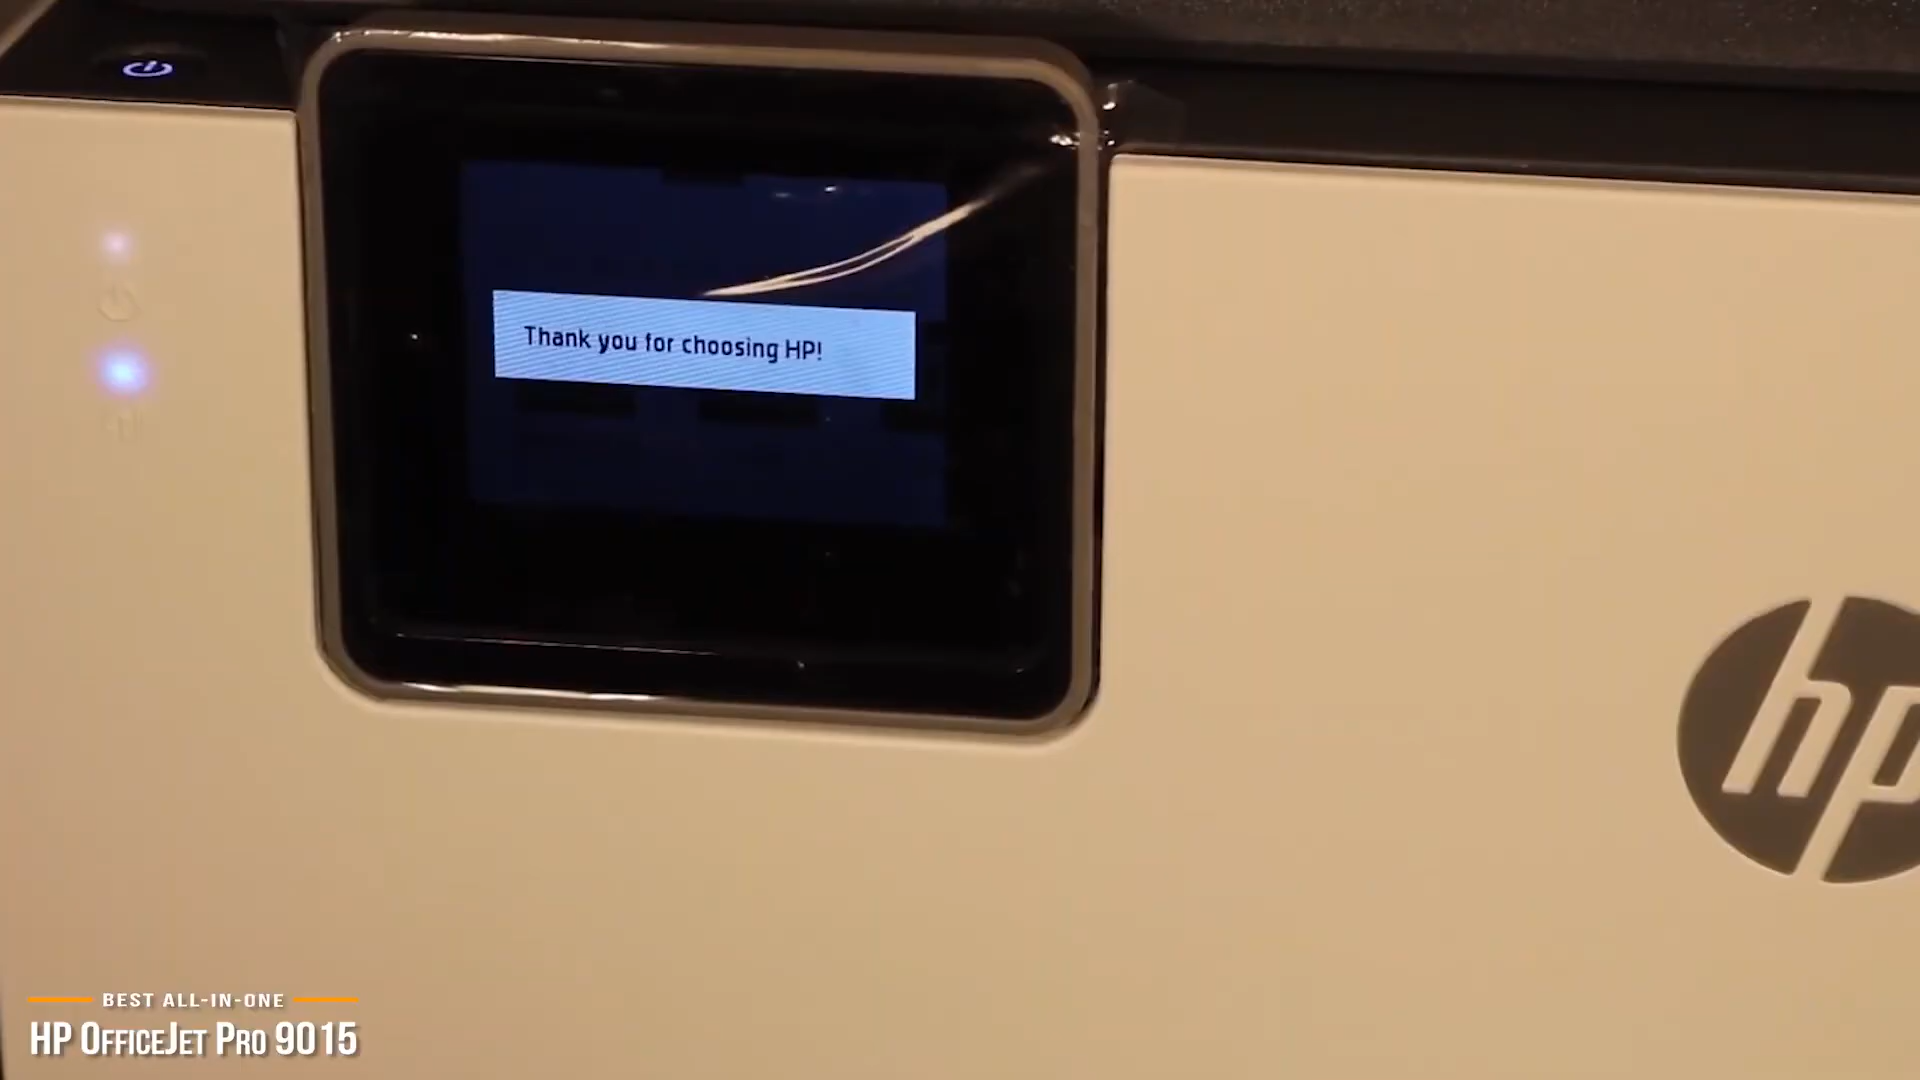 Thank you for choosing HP!
hp
BEST ALL-IN-ONE
HP OfficeJet Pro 9015